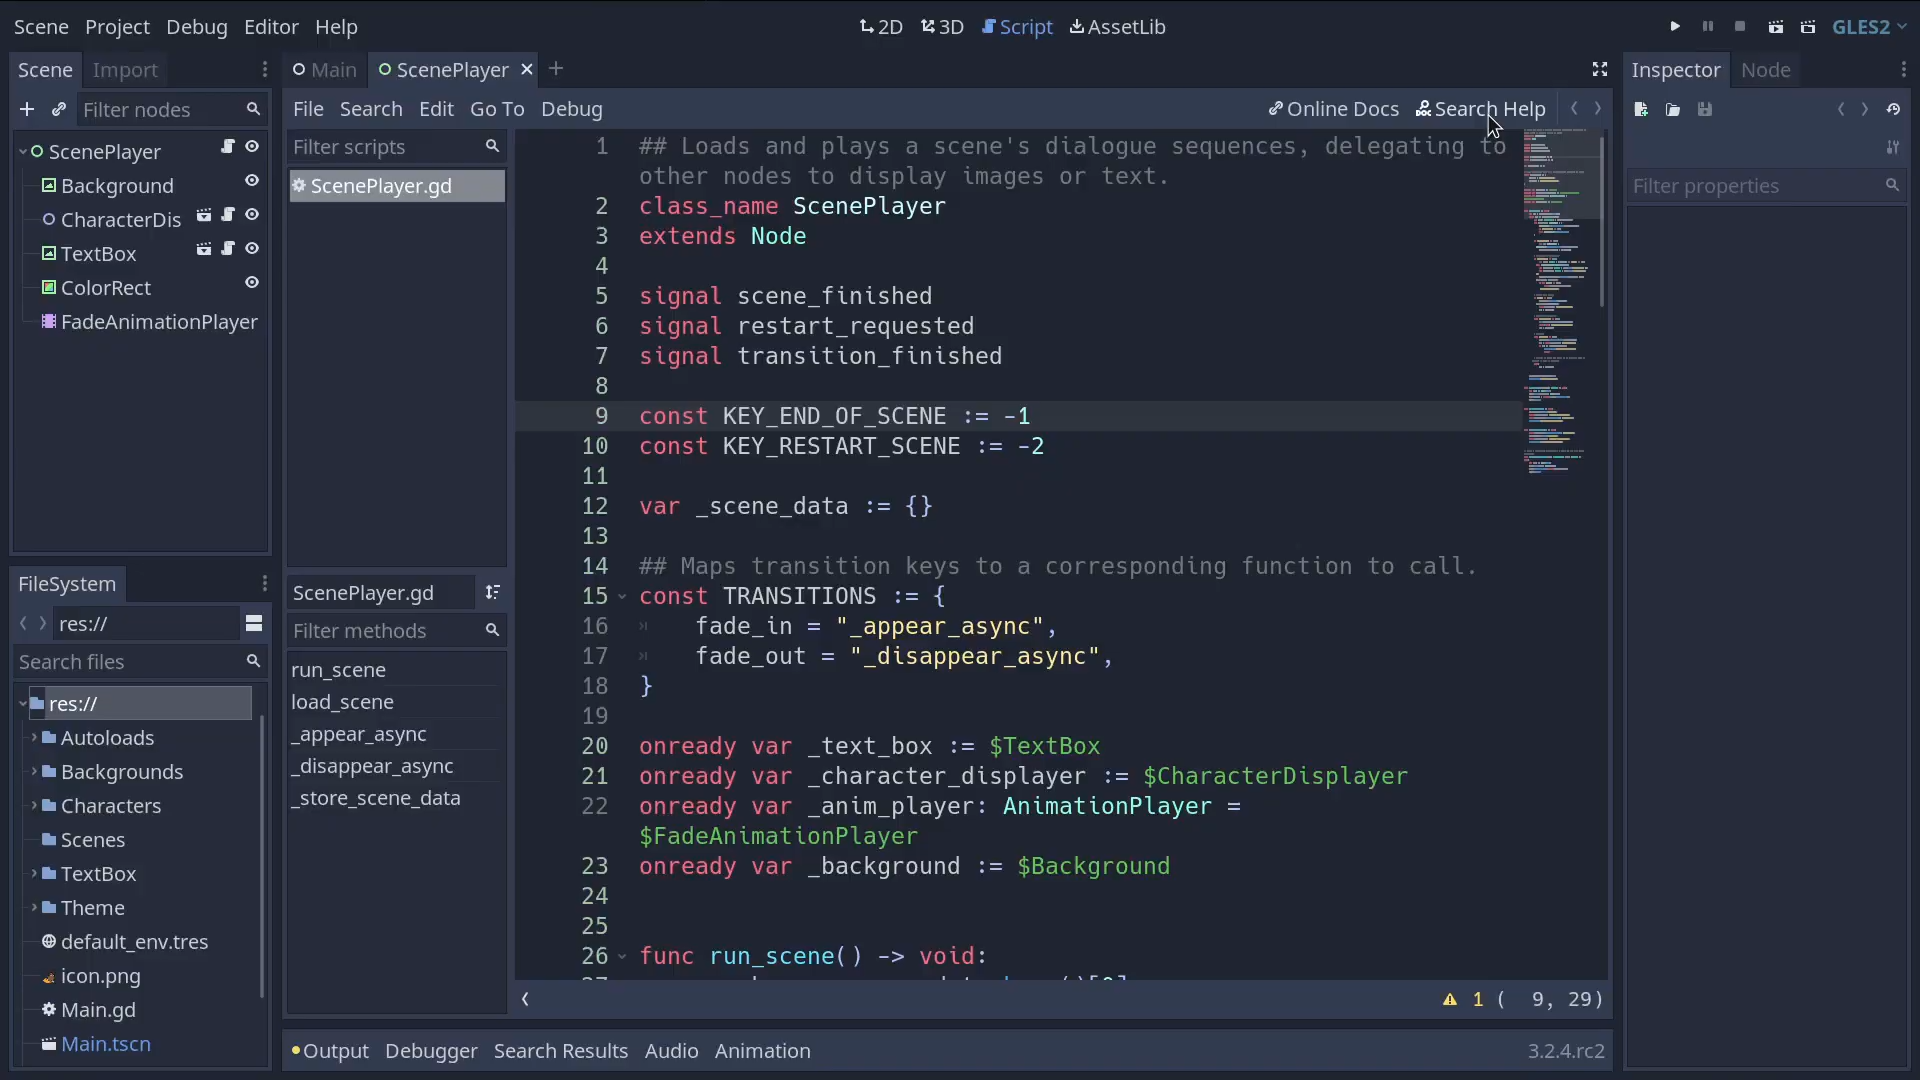 Scene Project Debug Editor Help
2D 3D Script AssetLib
GLES2
Scene Import
Filter nodes
ScenePlayer
Background
CharacterDis
TextBox
ColorRect
FadeAnimationPlayer
FileSystem
res://
Search files
res://
Autoloads
Backgrounds
Characters
Scenes
TextBox
Theme
default_env.tres
icon.png
Main.gd
Main.tscn
Main ScenePlayer
File Search Edit Go To Debug
Online Docs Search Help
Filter scripts
ScenePlayer.gd
ScenePlayer.gd
Filter methods
run_scene
load_scene
_appear_async
_disappear_async
_store_scene_data
1 ## Loads and plays a scene's dialogue sequences, delegating to
other nodes to display images or text.
2 class_name ScenePlayer
3 extends Node
4
5 signal scene_finished
6 signal restart_requested
7 signal transition_finished
8
9 const KEY_END_OF_SCENE := -1
10 const KEY_RESTART_SCENE := -2
11
12 var _scene_data := {}
13
14 ## Maps transition keys to a corresponding function to call.
15 const TRANSITIONS := {
16 fade_in = "_appear_async",
17 fade_out = "_disappear_async",
18 }
19
20 onready var _text_box := $TextBox
21 onready var _character_displayer := $CharacterDisplayer
22 onready var _anim_player: AnimationPlayer =
$FadeAnimationPlayer
23 onready var _background := $Background
24
25
26 func run_scene() -> void:
1 ( 9, 29)
Output Debugger Search Results Audio Animation
3.2.4.rc2
Inspector Node
Filter properties